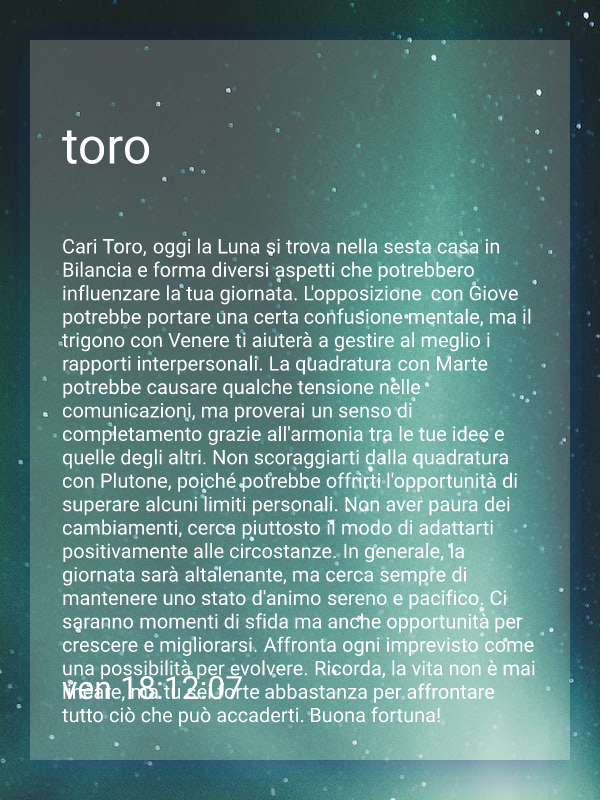 toro
Cari Toro, oggi la Luna si trova nella sesta casa in
Bilancia e forma diversi aspetti che potrebbero
influenzare la tua giornata. L'opposizione con Giove
potrebbe portare una certa confusione mentale, ma il
trigono con Venere ti aiuterà a gestire al meglio i
rapporti interpersonali. La quadratura con Marte
potrebbe causare qualche tensione nelle
comunicazioni, ma proverai un senso di
completamento grazie all'armonia tra le tue idee e
quelle degli altri. Non scoraggiarti dalla quadratura
con Plutone, poiché potrebbe offrirti l'opportunità di
superare alcuni limiti personali. Non aver paura dei
cambiamenti, cerca piuttosto il modo di adattarti
positivamente alle circostanze. In generale, la
giornata sarà altalenante, ma cerca sempre di
mantenere uno stato d'animo sereno e pacifico. Ci
saranno momenti di sfida ma anche opportunità per
crescere e migliorarsi. Affronta ogni imprevisto come
una possibilità per evolvere. Ricorda, la vita non è mai
lineare, ma tu sei forte abbastanza per affrontare
ven 18:12:07
tutto ciò che può accaderti. Buona fortuna!